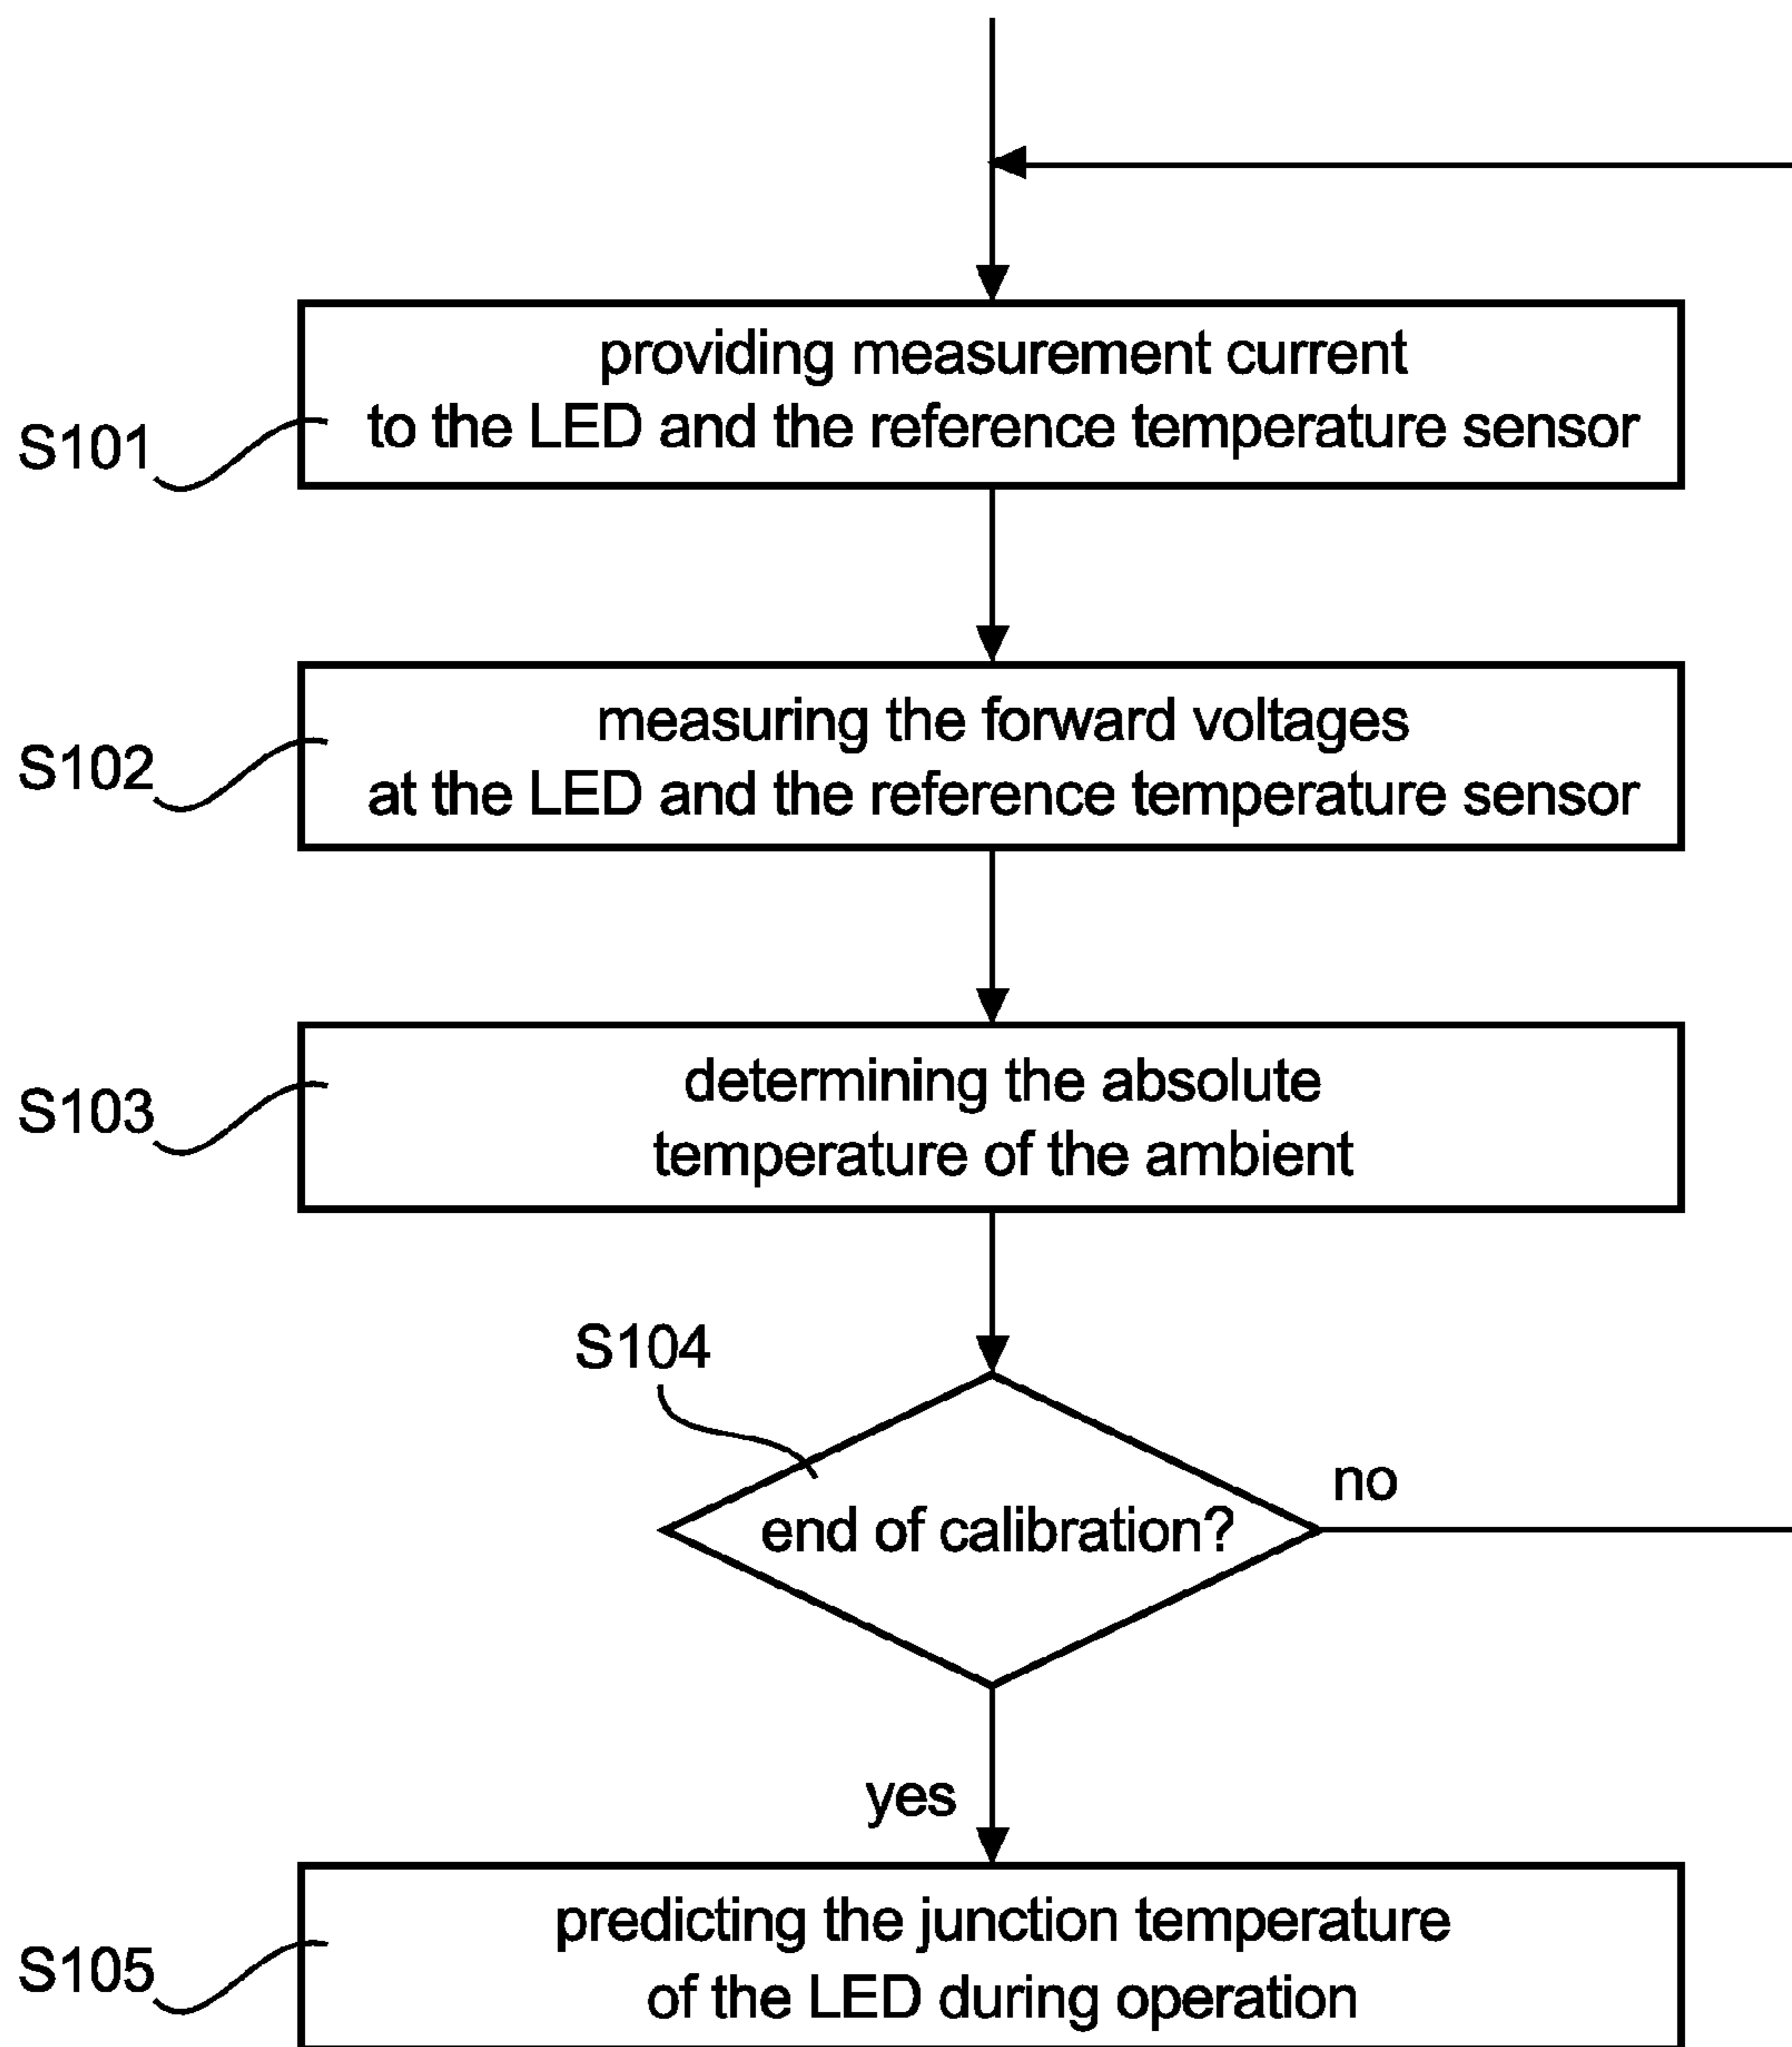 providing measurement current
to the LED and the reference temperature sensor
S101
measuring the forward voltages
at the LED and the reference temperature sensor
S102
determining the absolute
temperature of the ambient
S103
S104
end of calibration?
no
yes
predicting the junction temperature
of the LED during operation
S105